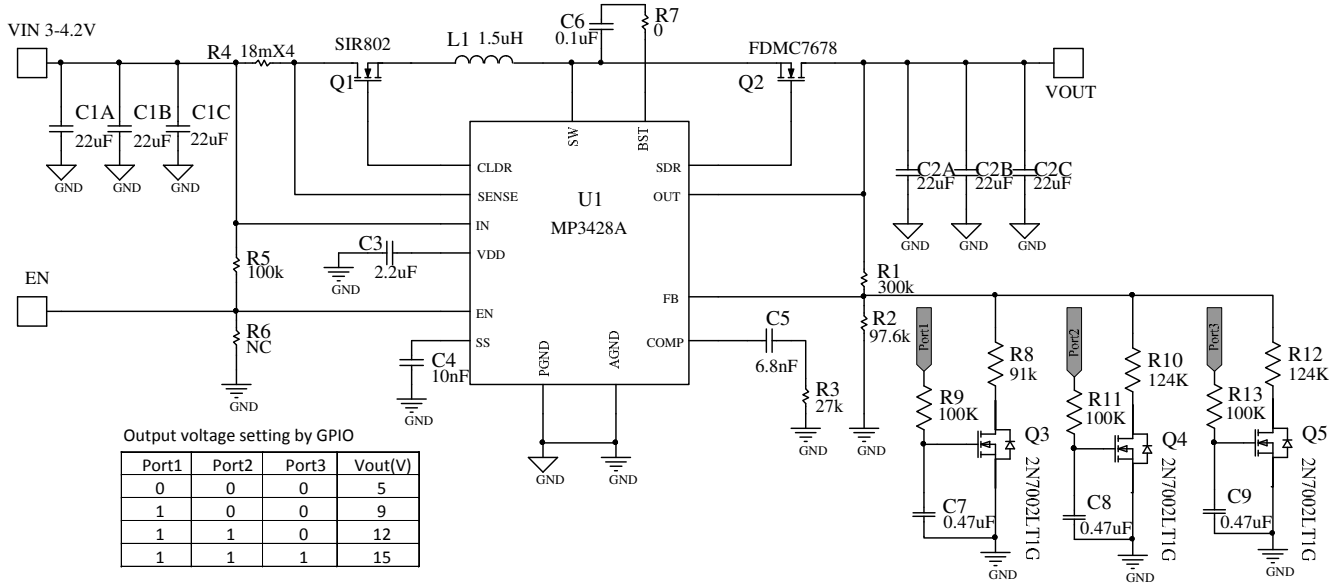 VIN 3-4.2V
R4
18mX4
SIR802
Q1
L1 1.5uH
C6
0.1uF
R7
0
FDMC7678
Q2
VOUT
C1A
22uF
GND
C1B
22uF
GND
C1C
22uF
GND
CLDR
SENSE
IN
VDD
EN
SS
SW
BST
U1
MP3428A
SDR
OUT
FB
COMP
PGND
AGND
C2A
22uF
GND
C2B
22uF
GND
C2C
22uF
GND
C3
2.2uF
GND
R5
100k
EN
R6
NC
GND
C4
10nF
GND
GND
GND
C5
6.8nF
R3
27k
GND
R1
300k
R2
97.6k
GND
Port1
R8
91k
R9
100K
Q3
2N7002LT1G
C7
0.47uF
GND
Port2
R10
124K
R11
100K
Q4
2N7002LT1G
C8
0.47uF
GND
Port3
R12
124K
R13
100K
Q5
2N7002LT1G
C9
0.47uF
GND
Output voltage setting by GPIO
Port1 Port2 Port3 Vout(V)
0 0 0 5
1 0 0 9
1 1 0 12
1 1 1 15